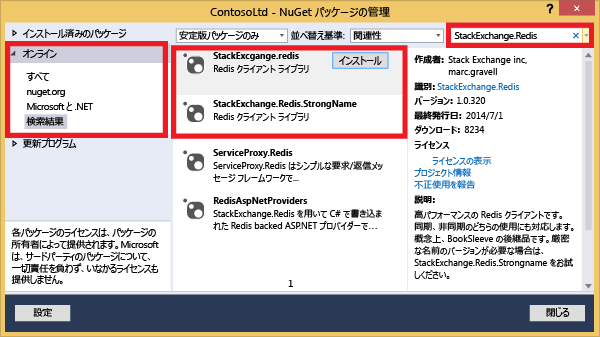 ContosoLtd - NuGet パッケージの管理
? ×
インストール済みのパッケージ
オンライン
すべて
nuget.org
Microsoft と .NET
検索結果
更新プログラム
各パッケージのライセンスは、パッケージの
所有者によって提供されます。Microsoft
は、サードパーティのパッケージについて、
一切責任を負わず、いかなるライセンスも
提供しません。
安定版パッケージのみ
並べ替え基準:
関連性
StackExcgange.redis
インストール
Redis クライアント ライブラリ
StackExchange.Redis.StrongName
Redis クライアント ライブラリ
ServiceProxy.Redis
ServiceProxy.Redis はシンプルな要求/返信メ
ッセージ フレームワークで...
RedisAspNetProviders
StackExchange.Redis を用いて C# で書き込ま
れた Redis backed ASP.NET プロバイダーで...
1
StackExchange.Redis
作成者: Stack Exchange inc,
marc.gravell
識別: StackExchange.Redis
バージョン: 1.0.320
最終発行日: 2014/7/1
ダウンロード: 8234
ライセンス
ライセンスの表示
プロジェクト情報
不正使用を報告
説明:
高パフォーマンスの Redis クライアントです。
同期、非同期のどちらの使用にも対応します。
概念上、BookSleeve の後継品です。厳密
な名前のバージョンが必要な場合は、
StackExchange.Redis.Strongname をお試
しください。
設定
閉じる